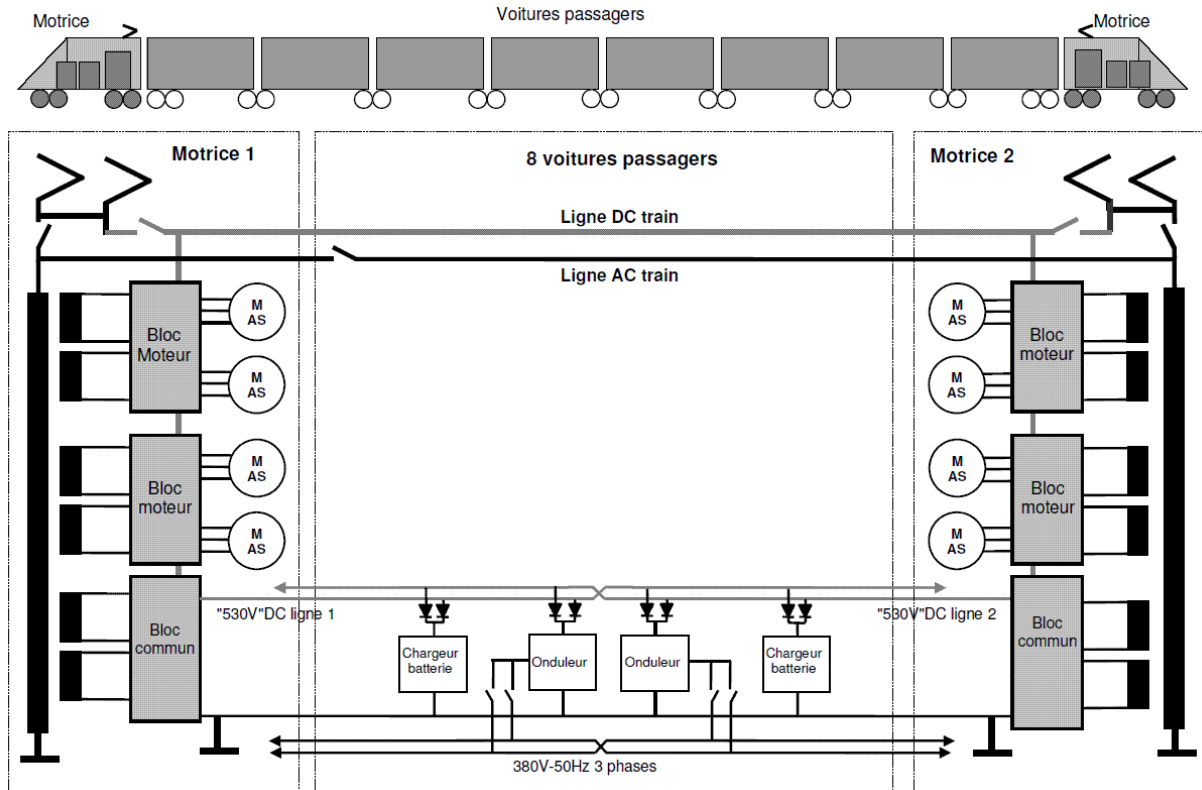 Motrice
Voitures passagers
Motrice
Motrice 1
8 voitures passagers
Motrice 2
Ligne DC train
Ligne AC train
Bloc
Moteur
M
AS
M
AS
Bloc
moteur
M
AS
M
AS
Bloc
commun
M
AS
M
AS
Bloc
moteur
M
AS
M
AS
Bloc
moteur
Bloc
commun
"530V"DC ligne 1
"530V"DC ligne 2
Chargeur
batterie
Onduleur
Onduleur
Chargeur
batterie
380V-50Hz 3 phases